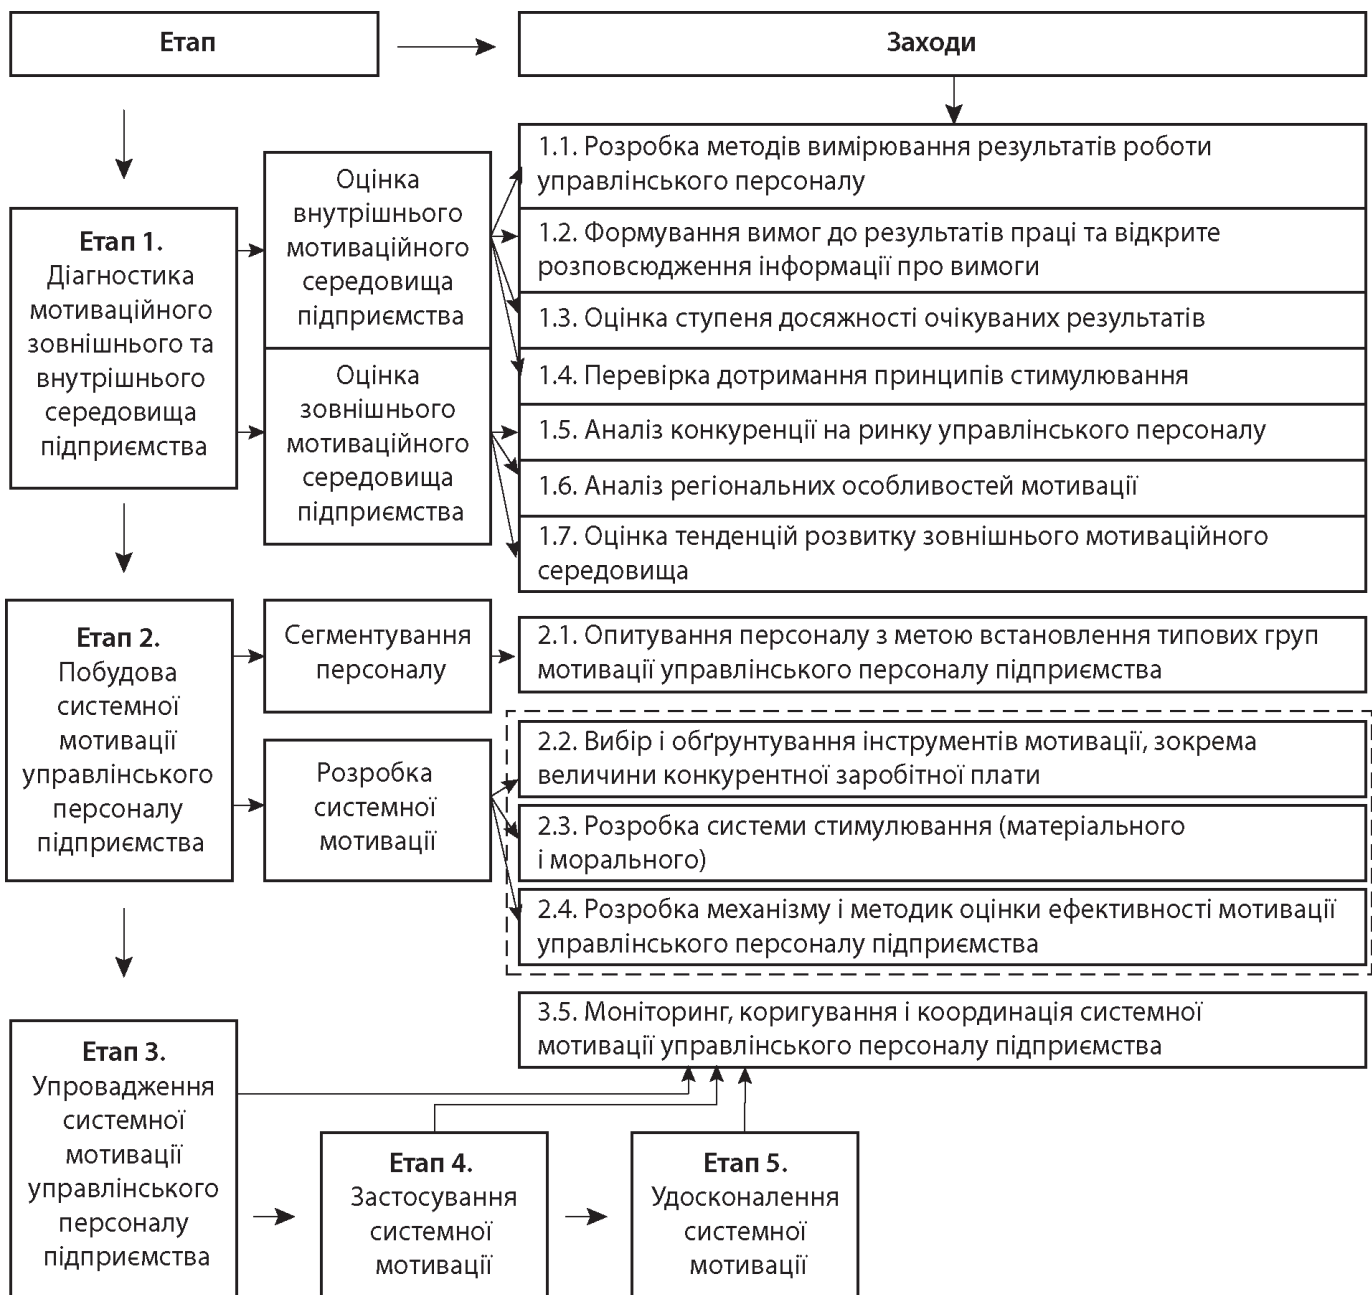 Етап
Заходи
Етап 1.
Діагностика
мотиваційного
зовнішнього та
внутрішнього
середовища
підприємства
Оцінка
внутрішнього
мотиваційного
середовища
підприємства
Оцінка
зовнішнього
мотиваційного
середовища
підприємства
1.1. Розробка методів вимірювання результатів роботи
управлінського персоналу
1.2. Формування вимог до результатів праці та відкрите
розповсюдження інформації про вимоги
1.3. Оцінка ступеня досяжності очікуваних результатів
1.4. Перевірка дотримання принципів стимулювання
1.5. Аналіз конкуренції на ринку управлінського персоналу
1.6. Аналіз регіональних особливостей мотивації
1.7. Оцінка тенденцій розвитку зовнішнього мотиваційного
середовища
Етап 2.
Побудова
системної
мотивації
управлінського
персоналу
підприємства
Сегментування
персоналу
2.1. Опитування персоналу з метою встановлення типових груп
мотивації управлінського персоналу підприємства
Розробка
системної
мотивації
2.2. Вибір і обґрунтування інструментів мотивації, зокрема
величини конкурентної заробітної плати
2.3. Розробка системи стимулювання (матеріального
і морального)
2.4. Розробка механізму і методик оцінки ефективності мотивації
управлінського персоналу підприємства
3.5. Моніторинг, коригування і координація системної
мотивації управлінського персоналу підприємства
Етап 3.
Упровадження
системної
мотивації
управлінського
персоналу
підприємства
Етап 4.
Застосування
системної
мотивації
Етап 5.
Удосконалення
системної
мотивації